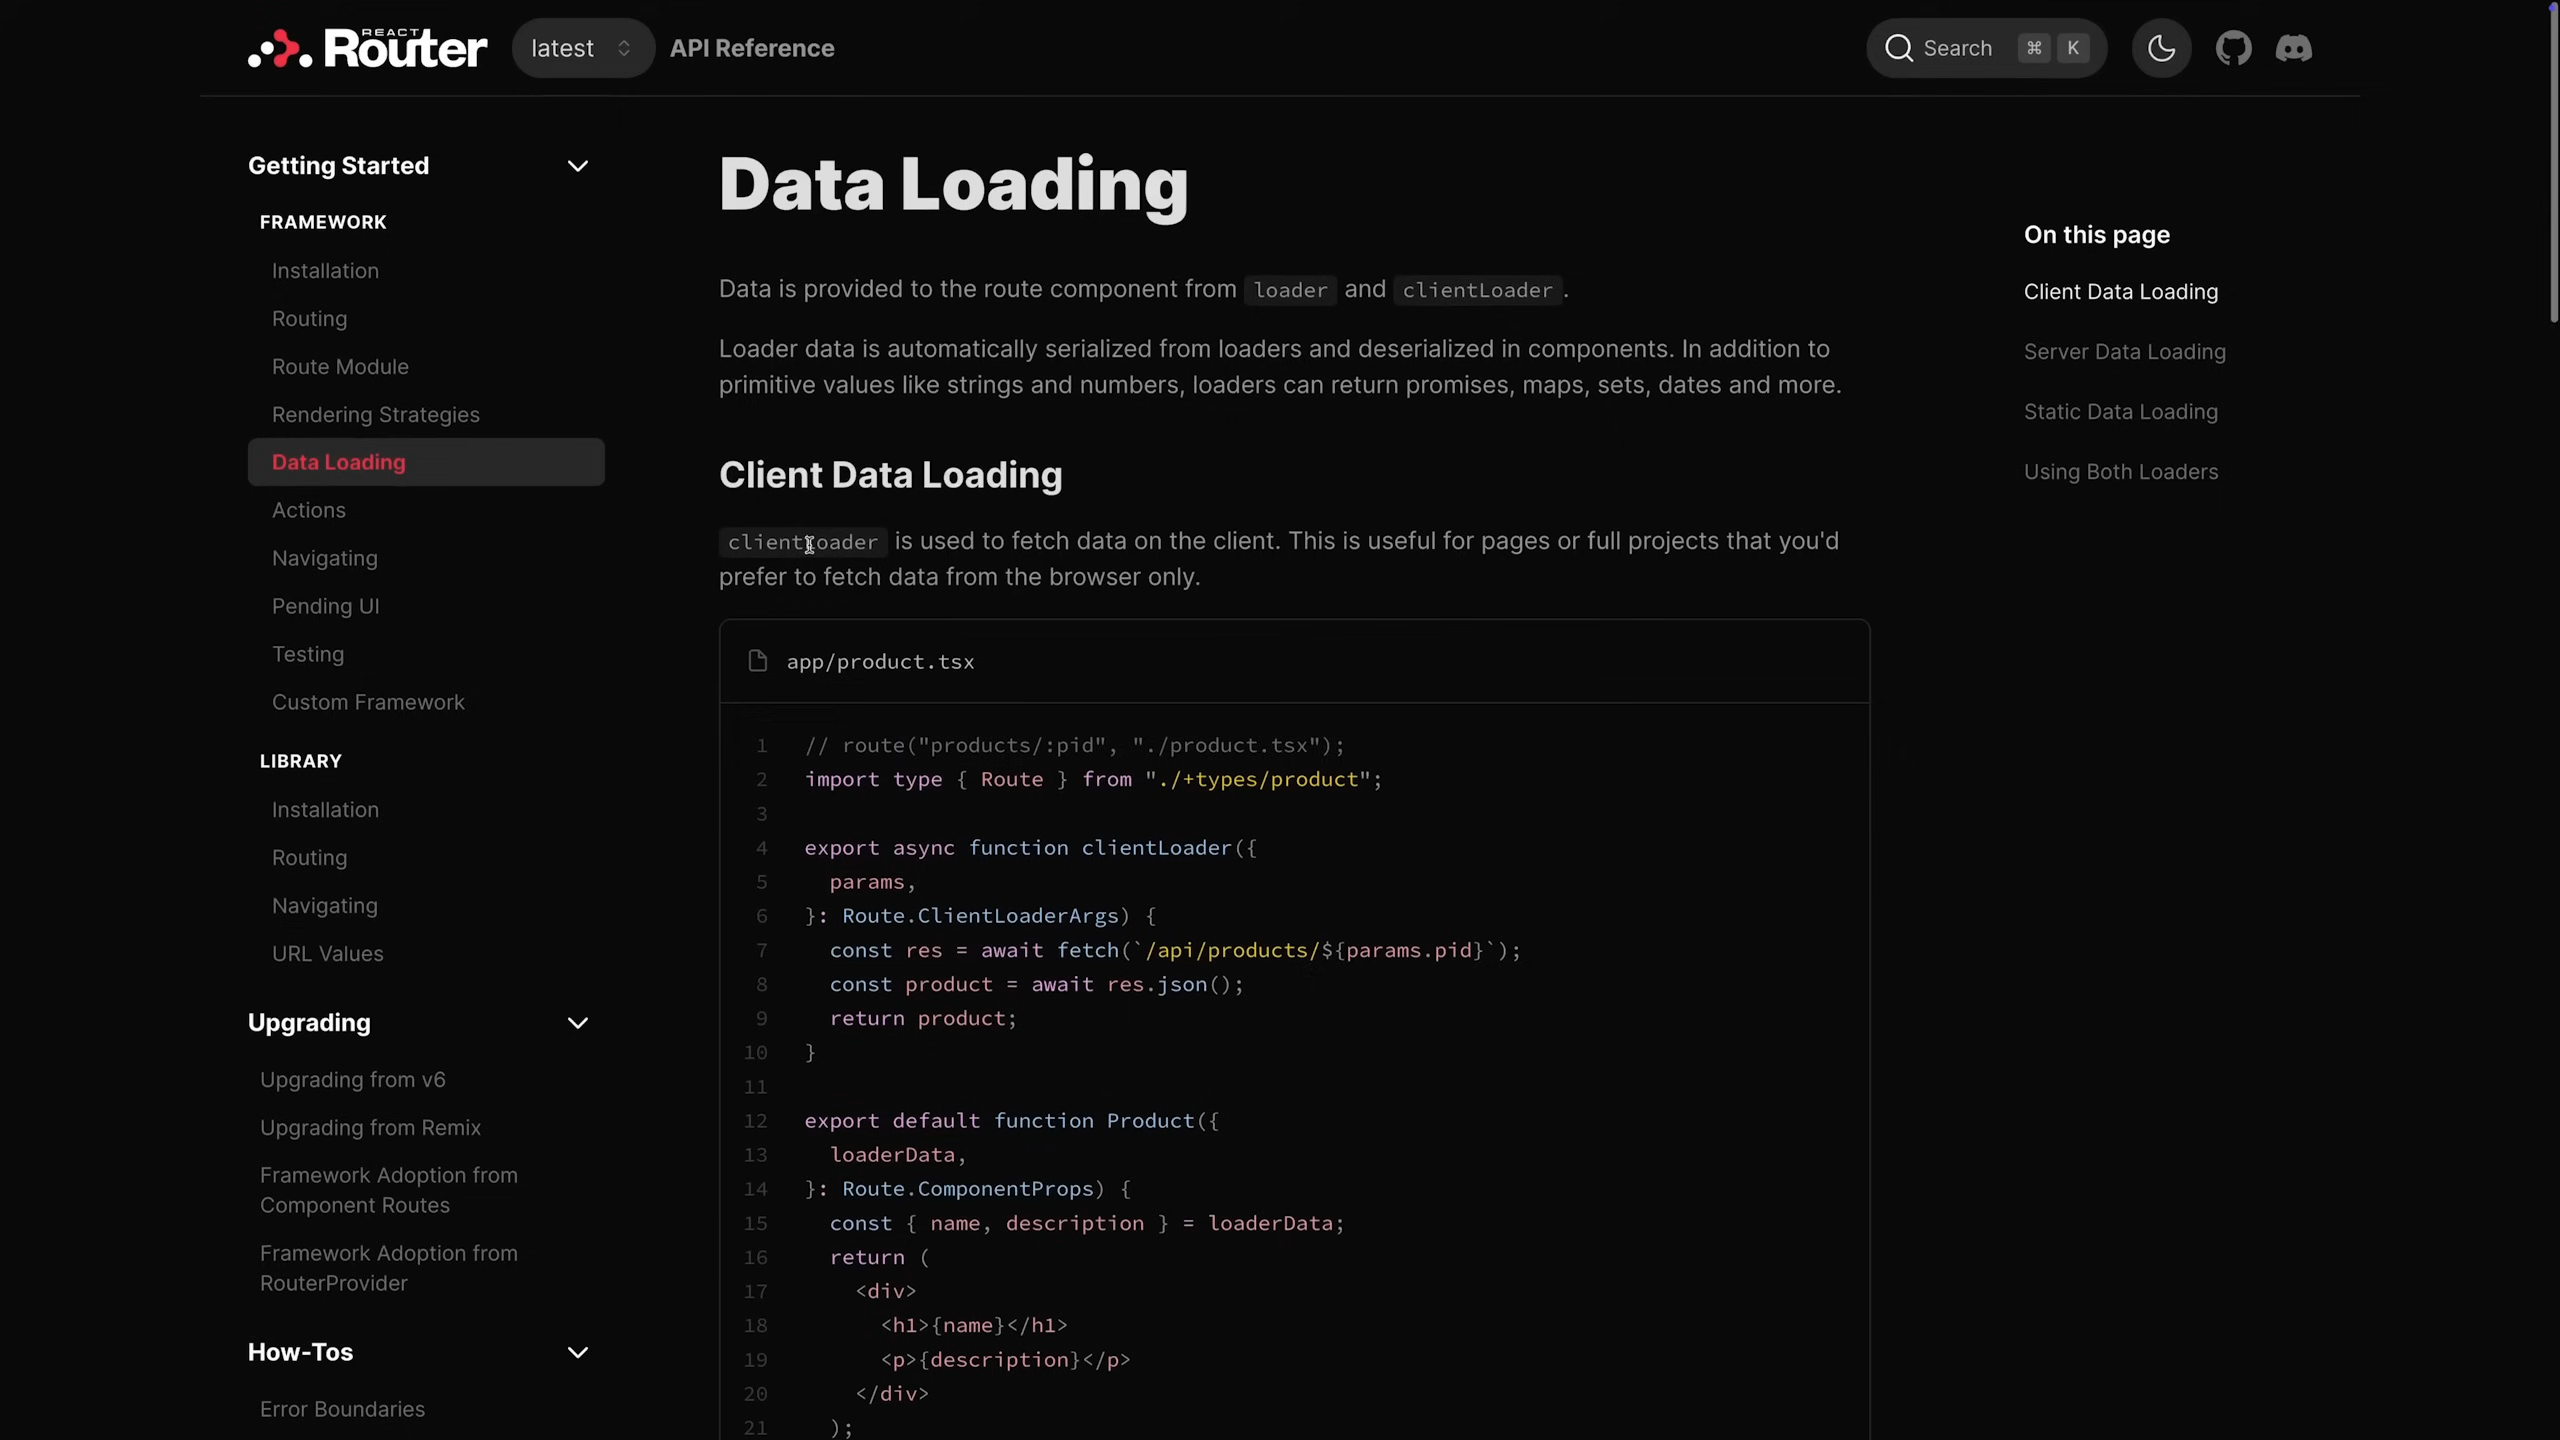 REACT
Router
latest
API Reference
Search ⌘ K
Getting Started
FRAMEWORK
Installation
Routing
Route Module
Rendering Strategies
Data Loading
Actions
Navigating
Pending UI
Testing
Custom Framework
LIBRARY
Installation
Routing
Navigating
URL Values
Upgrading
Upgrading from v6
Upgrading from Remix
Framework Adoption from
Component Routes
Framework Adoption from
RouterProvider
How-Tos
Error Boundaries
Data Loading
Data is provided to the route component from loader and clientLoader.
Loader data is automatically serialized from loaders and deserialized in components. In addition to
primitive values like strings and numbers, loaders can return promises, maps, sets, dates and more.
Client Data Loading
clientLoader is used to fetch data on the client. This is useful for pages or full projects that you'd
prefer to fetch data from the browser only.
app/product.tsx
1 // route("products/:pid", "./product.tsx");
2 import type { Route } from "./+types/product";
3
4 export async function clientLoader({
5   params,
6 }: Route.ClientLoaderArgs) {
7   const res = await fetch(`/api/products/${params.pid}`);
8   const product = await res.json();
9   return product;
10 }
11
12 export default function Product({
13   loaderData,
14 }: Route.ComponentProps) {
15   const { name, description } = loaderData;
16   return (
17     <div>
18       <h1>{name}</h1>
19       <p>{description}</p>
20     </div>
21   );
On this page
Client Data Loading
Server Data Loading
Static Data Loading
Using Both Loaders